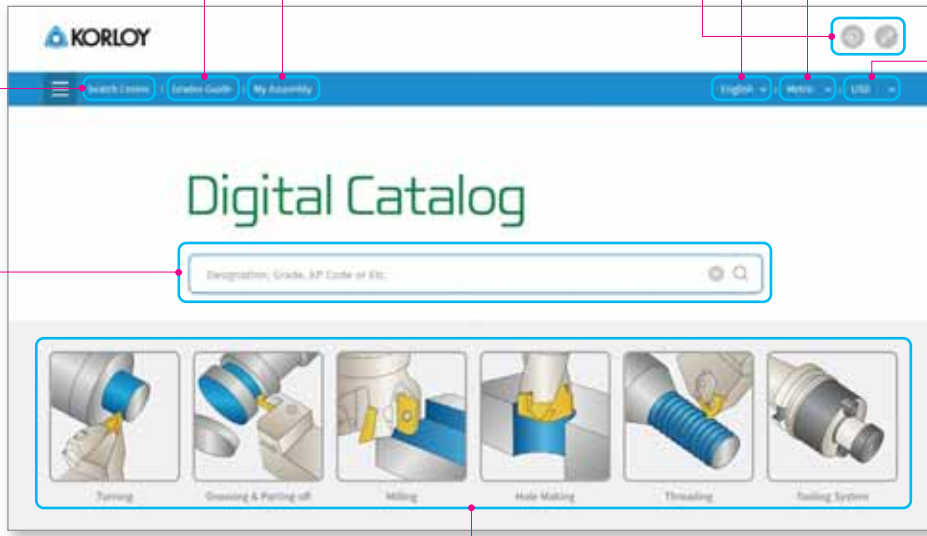 KORLOY
Search Center | Grades Guide | My Assembly
English | Metric | USD
Digital Catalog
Designation, Grade, AP Code or Etc.
Turning
Grooving & Parting-off
Milling
Hole Making
Threading
Tooling System